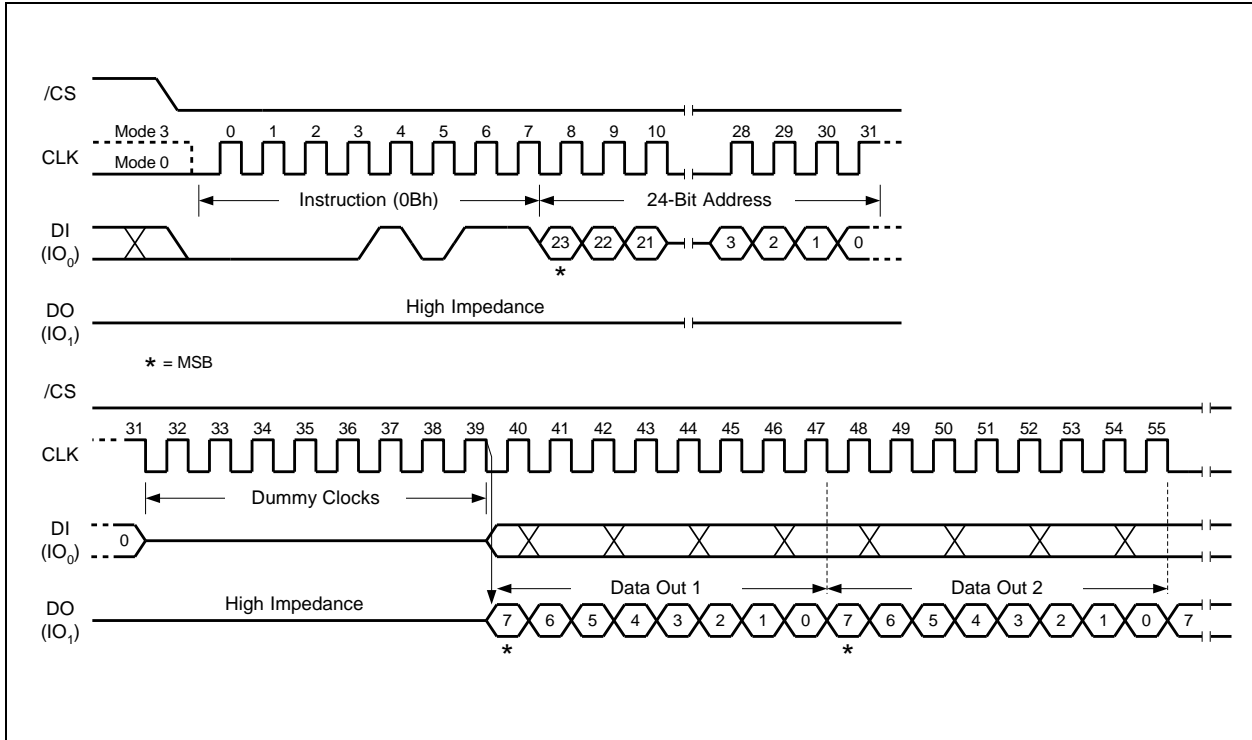 /CS
Mode 3 0 1 2 3 4 5 6 7 8 9 10 28 29 30 31
CLK
Mode 0
Instruction (0Bh) 24-Bit Address
DI
(IO0) 23 22 21 3 2 1 0
*
DO High Impedance
(IO1)
* = MSB
/CS
31 32 33 34 35 36 37 38 39 40 41 42 43 44 45 46 47 48 49 50 51 52 53 54 55
CLK
Dummy Clocks
DI
(IO0) 0
Data Out 1 Data Out 2
DO High Impedance
(IO1) 7 6 5 4 3 2 1 0 7 6 5 4 3 2 1 0 7
* *